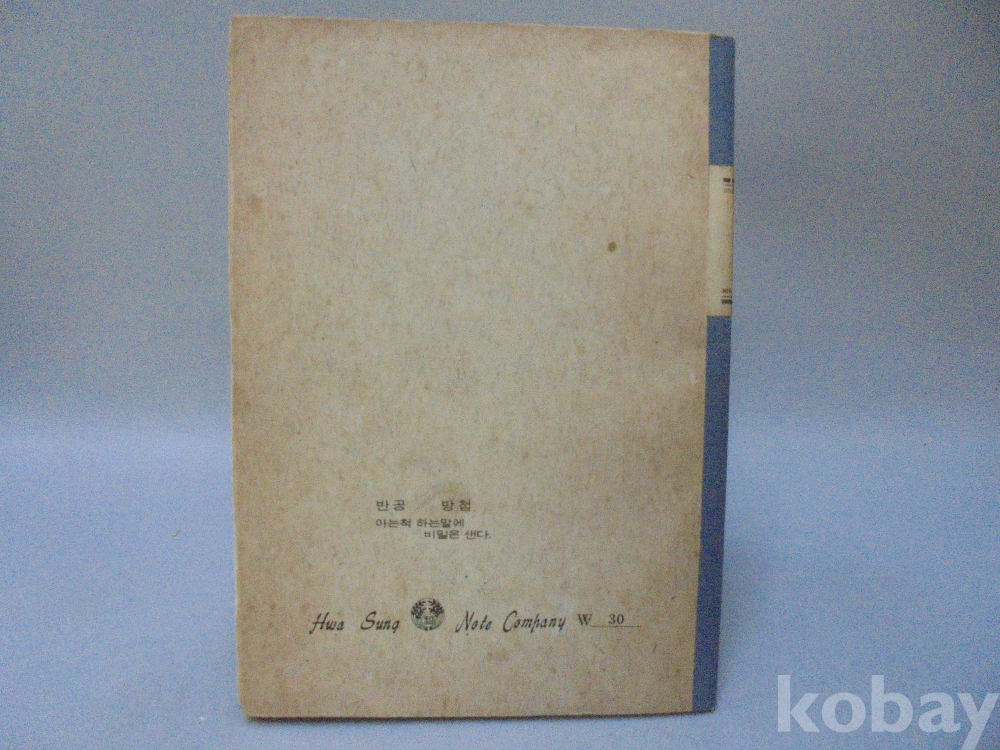 반공 방첩
아는척 하는말에
비밀은 샌다.
Hwa Sung Note Company W 30
kobay